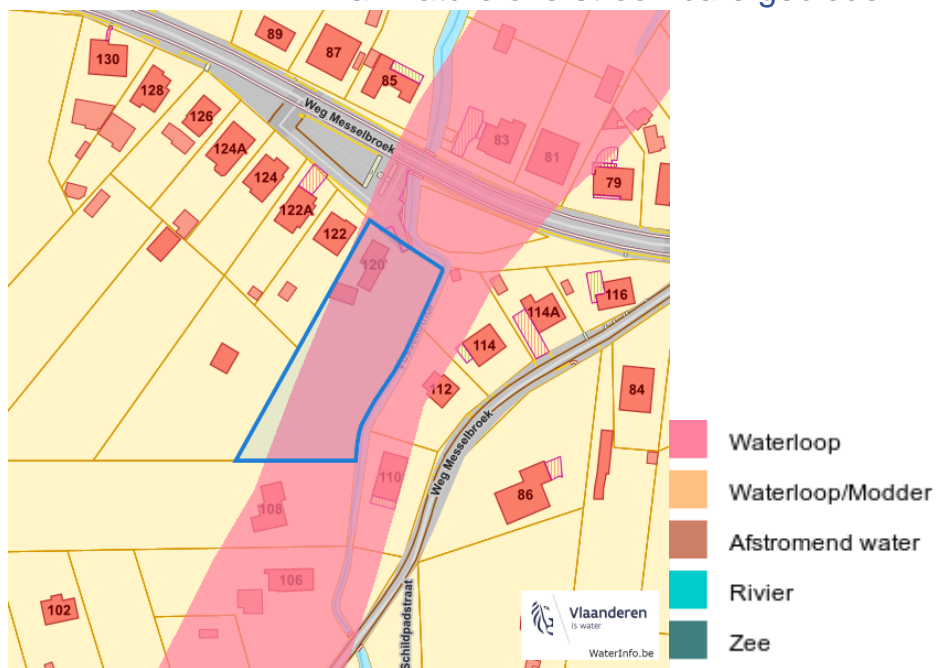 89
87
85
130
128
126
124A
124
122A
122
120
Weg Messelbroek
83
81
79
116
114A
114
112
84
110
86
Weg Messelbroek
108
106
102
Schildpadstraat
Vlaanderen
is water
WaterInfo.be
Waterloop
Waterloop/Modder
Afstromend water
Rivier
Zee